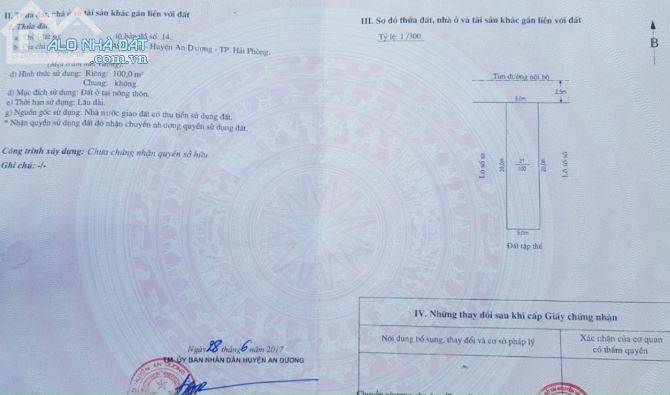 II. Thửa đất, nhà ở và tài sản khác gắn liền với đất
1. Thửa đất
tờ bản đồ số: 14.
Huyện An Dương - TP. Hải Phòng.
ALO NHÀ ĐẤT
.com.vn
d) Hình thức sử dụng: Riêng: 100,0 m²
Chung: không
đ) Mục đích sử dụng: Đất ở tại nông thôn.
e) Thời hạn sử dụng: Lâu dài.
g) Nguồn gốc sử dụng: Nhà nước giao đất có thu tiền sử dụng đất.
* Nhận quyền sử dụng đất do nhận chuyển nhượng quyền sử dụng đất.
Công trình xây dựng: Chưa chứng nhận quyền sở hữu
Ghi chú: -/-
Ngày 28 tháng 6 năm 2017
TM. ỦY BAN NHÂN DÂN HUYỆN AN DƯƠNG
III. Sơ đồ thửa đất, nhà ở và tài sản khác gắn liền với đất
Tỷ lệ: 1/300
B
Tim đường nội bộ
2.5m
5.0m
Lô số
20.0m
21
100
20.0m
Lô số
5.0m
Đất tập thể
IV. Những thay đổi sau khi cấp Giấy chứng nhận
Nội dung bổ sung, thay đổi và cơ sở pháp lý
Xác nhận của cơ quan
có thẩm quyền